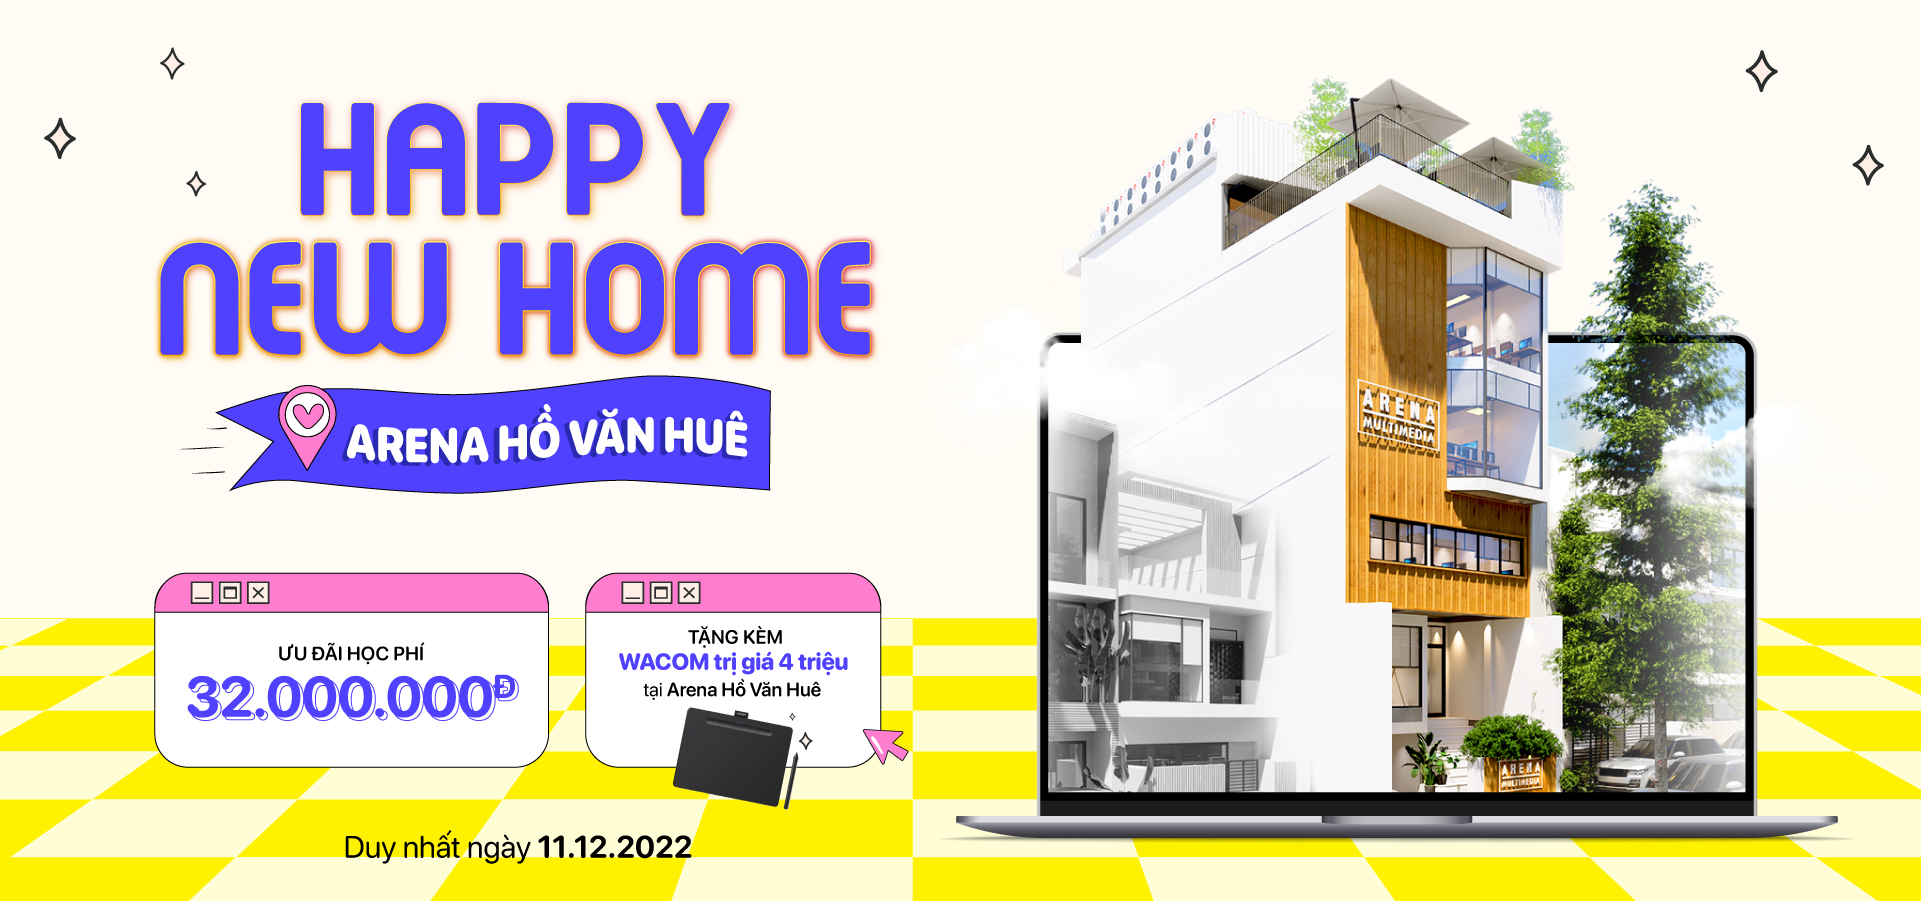 HAPPY
NEW HOME
ARENA HỒ VĂN HUÊ
ƯU ĐÃI HỌC PHÍ
32.000.000Đ
TẶNG KÈM
WACOM trị giá 4 triệu
tại Arena Hồ Văn Huê
Duy nhất ngày 11.12.2022
ARENA
MULTIMEDIA
ARENA
MULTIMEDIA